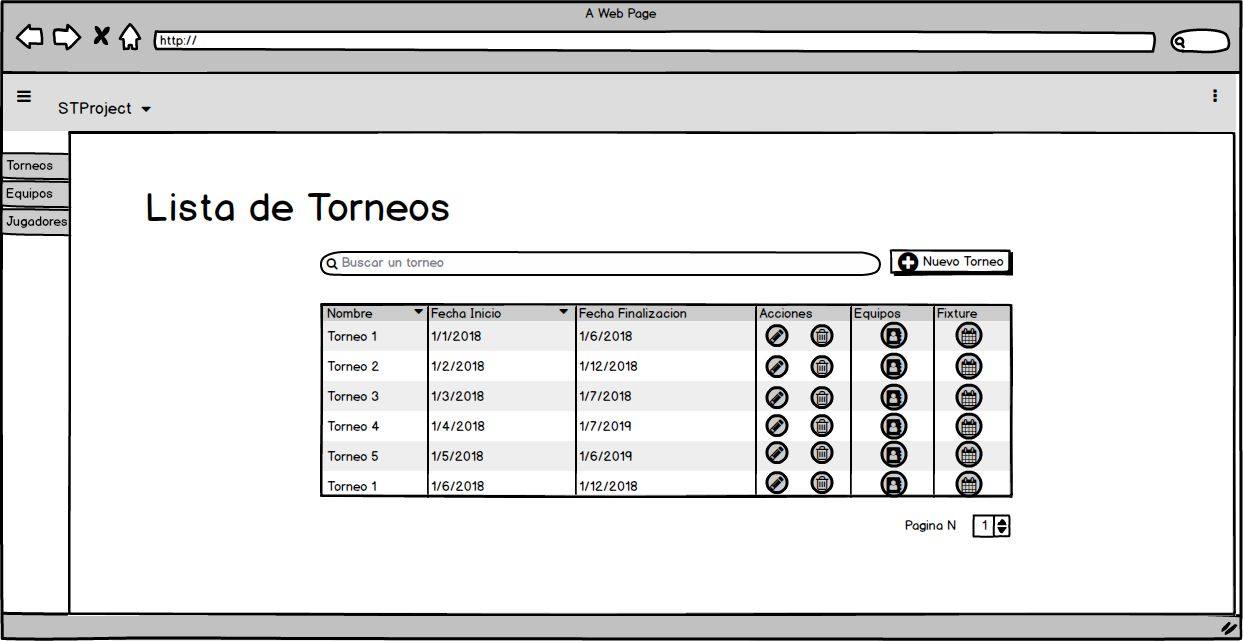 A Web Page
http://
STProject
Torneos
Equipos
Jugadores
Lista de Torneos
Buscar un torneo
Nuevo Torneo
Nombre Fecha Inicio Fecha Finalizacion Acciones Equipos Fixture
Torneo 1 1/1/2018 1/6/2018
Torneo 2 1/2/2018 1/12/2018
Torneo 3 1/3/2018 1/7/2018
Torneo 4 1/4/2018 1/7/2019
Torneo 5 1/5/2018 1/6/2019
Torneo 1 1/6/2018 1/12/2018
Pagina N 1